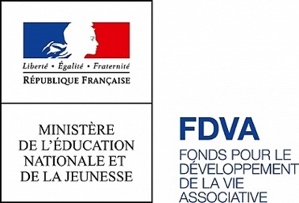 Liberté • Égalité • Fraternité
RÉPUBLIQUE FRANÇAISE
MINISTÈRE
DE L'ÉDUCATION
NATIONALE ET
DE LA JEUNESSE
FDVA
FONDS POUR LE
DÉVELOPPEMENT
DE LA VIE
ASSOCIATIVE